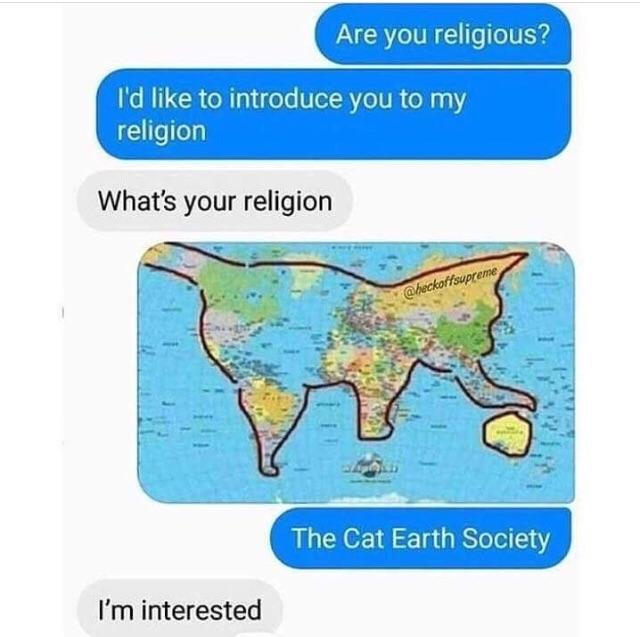 Are you religious?
I'd like to introduce you to my
religion
What's your religion
@heckoffsupreme
The Cat Earth Society
I'm interested